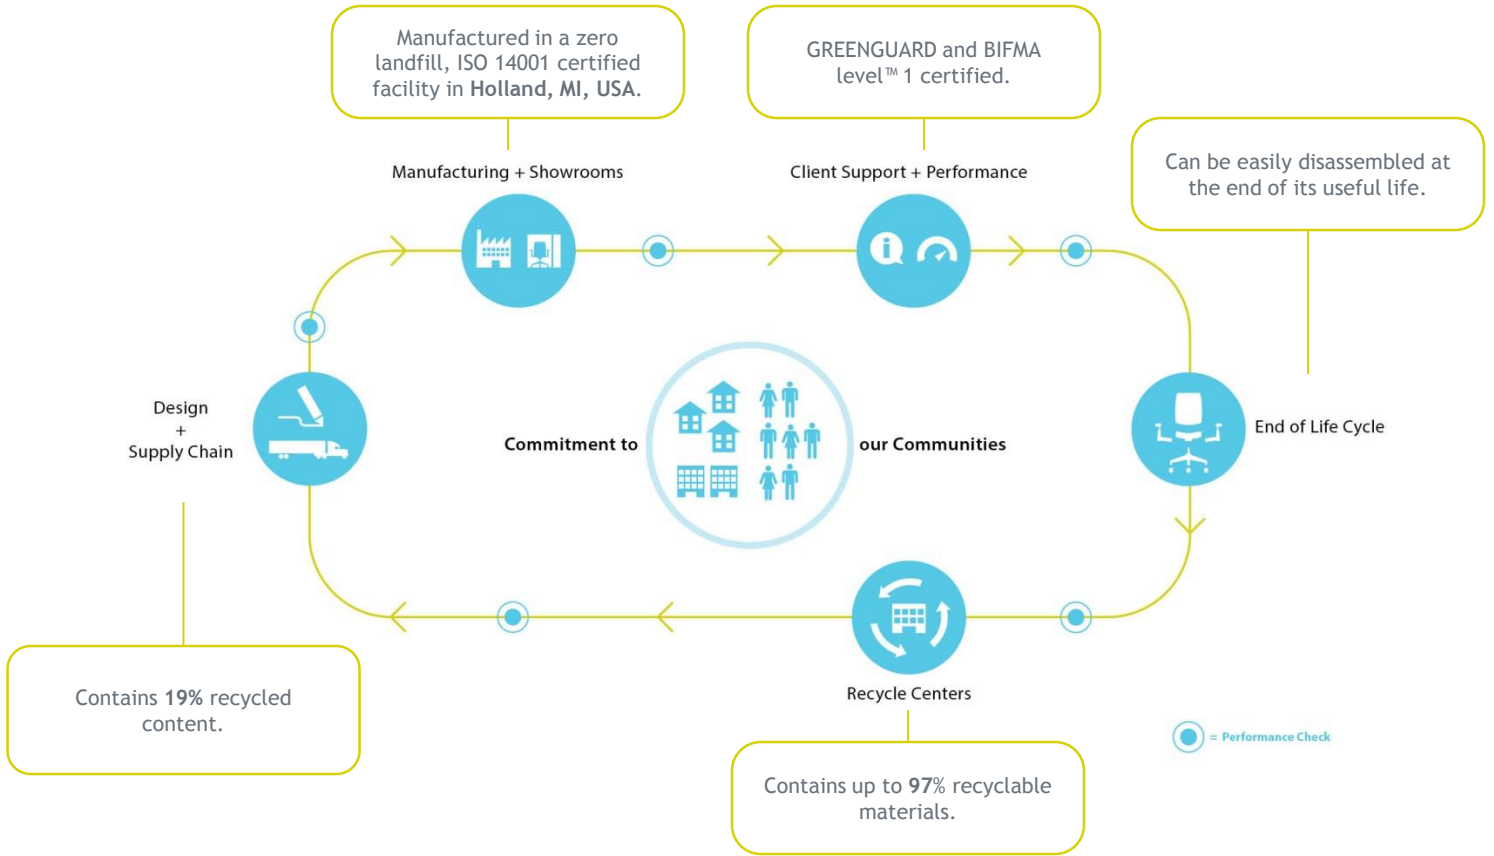 Manufactured in a zero
landfill, ISO 14001 certified
facility in Holland, MI, USA.
GREENGUARD and BIFMA
level™ 1 certified.
Can be easily disassembled at
the end of its useful life.
Manufacturing + Showrooms
Client Support + Performance
Design
+
Supply Chain
Commitment to
our Communities
End of Life Cycle
Recycle Centers
Contains 19% recycled
content.
= Performance Check
Contains up to 97% recyclable
materials.